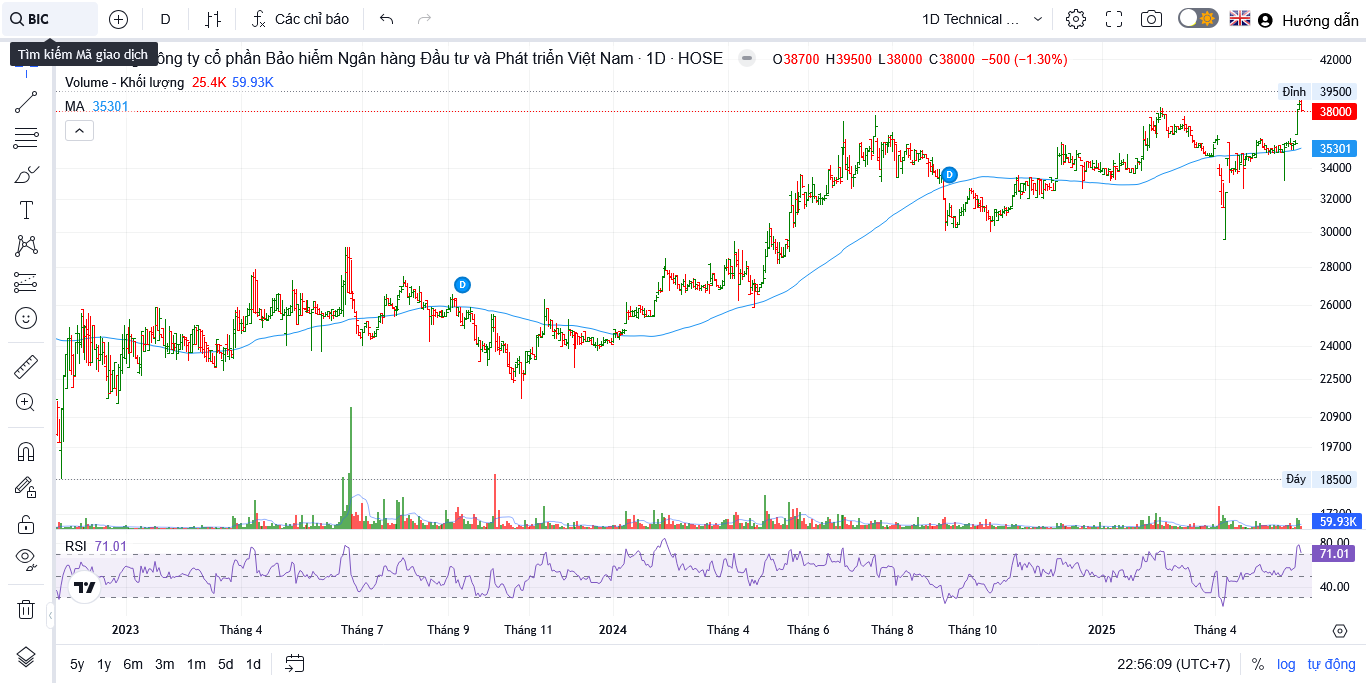 BIC D Các chỉ báo 1D Technical ... Hướng dẫn
Tìm kiếm Mã giao dịch
ông ty cổ phần Bảo hiểm Ngân hàng Đầu tư và Phát triển Việt Nam · 1D · HOSE O38700 H39500 L38000 C38000 −500 (−1.30%)
Volume - Khối lượng 25.4K 59.93K
MA 35301
42000
Đỉnh 39500
38000
35301
34000
32000
30000
28000
26000
24000
22500
20900
19700
Đáy 18500
59.93K
D
D
RSI 71.01
80.00
71.01
40.00
2023 Tháng 4 Tháng 7 Tháng 9 Tháng 11 2024 Tháng 4 Tháng 6 Tháng 8 Tháng 10 2025 Tháng 4
5y 1y 6m 3m 1m 5d 1d 22:56:09 (UTC+7) % log tự động